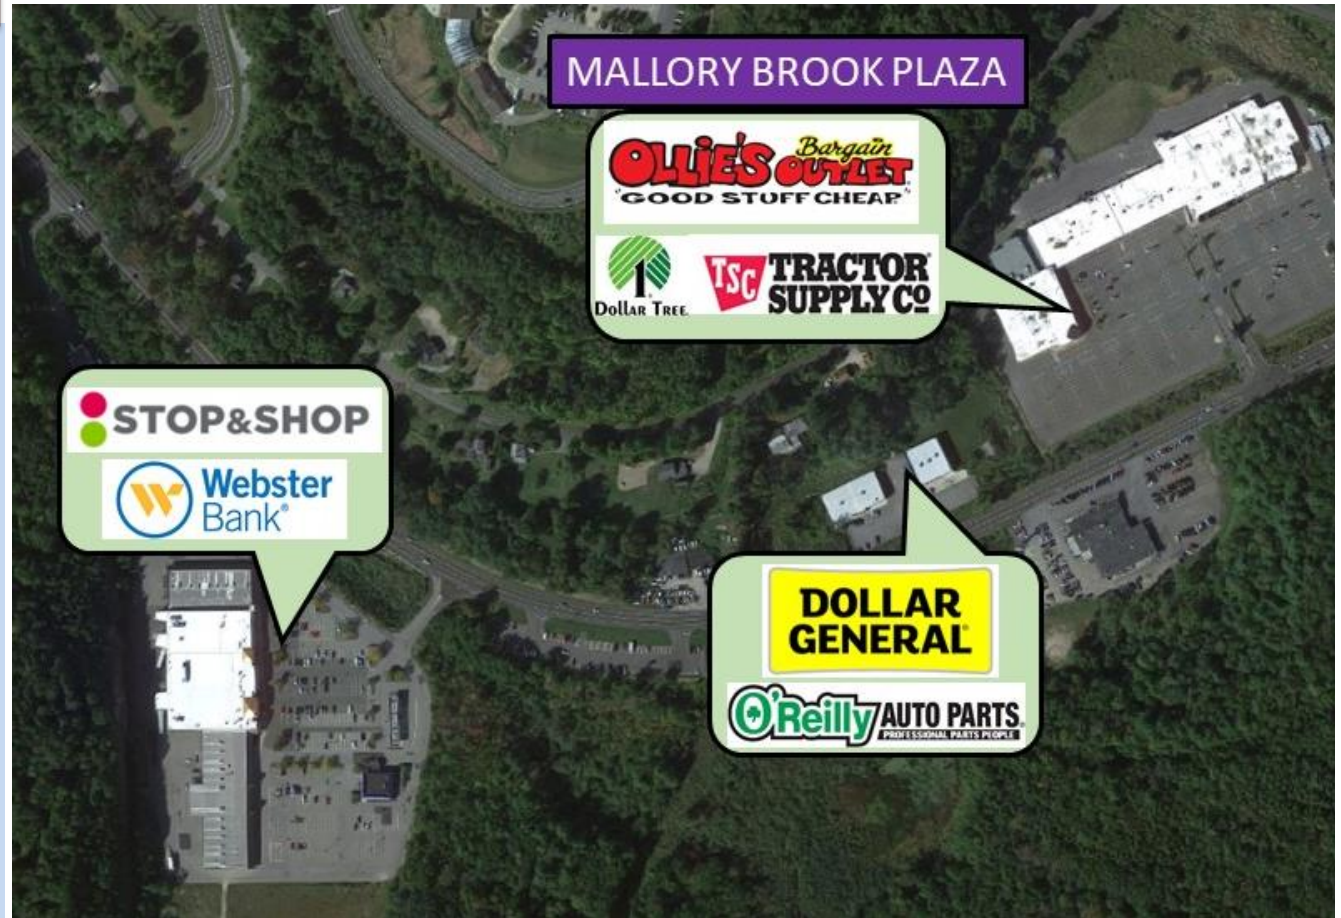 MALLORY BROOK PLAZA
OLLiE'S Bargain OUTLET
"GOOD STUFF CHEAP"
1
DOLLAR TREE
TSC TRACTOR
SUPPLY CO
STOP&SHOP
W Webster
Bank®
DOLLAR
GENERAL®
O'Reilly AUTO PARTS®
PROFESSIONAL PARTS PEOPLE